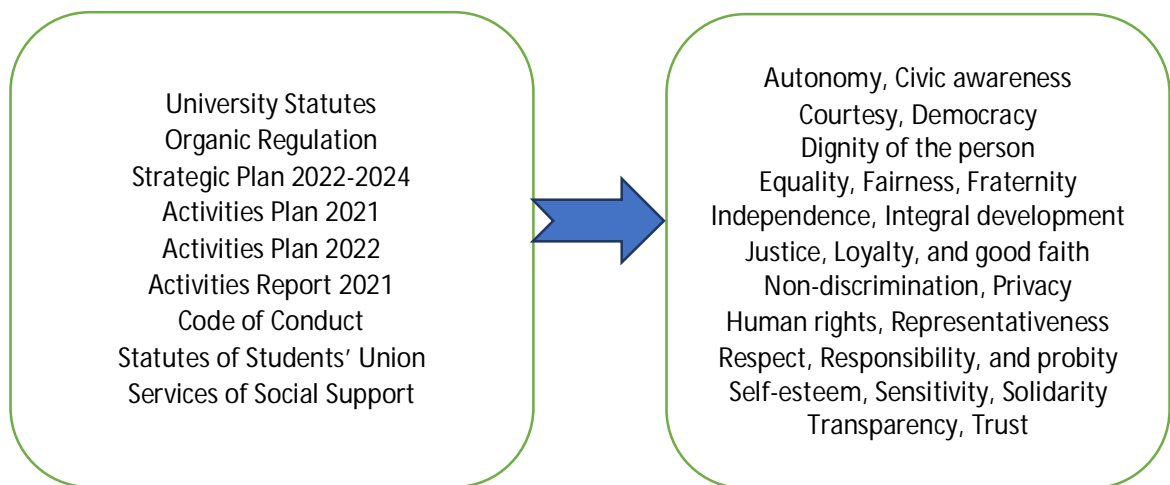 University Statutes
Organic Regulation
Strategic Plan 2022-2024
Activities Plan 2021
Activities Plan 2022
Activities Report 2021
Code of Conduct
Statutes of Students’ Union
Services of Social Support
Autonomy, Civic awareness
Courtesy, Democracy
Dignity of the person
Equality, Fairness, Fraternity
Independence, Integral development
Justice, Loyalty, and good faith
Non-discrimination, Privacy
Human rights, Representativeness
Respect, Responsibility, and probity
Self-esteem, Sensitivity, Solidarity
Transparency, Trust